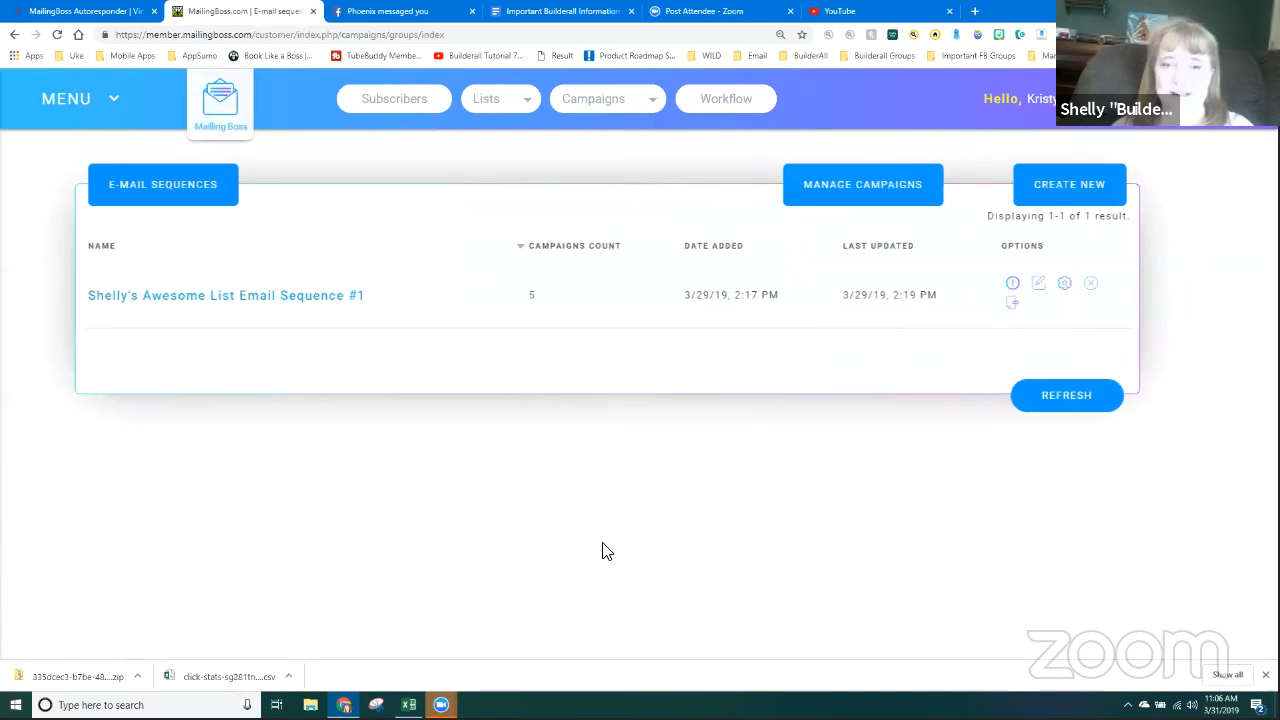 MailingBoss Autoresponder | Vir
MailingBoss.com | E-mail sequen
Phoenix messaged you
Important Builderall Information
Post Attendee - Zoom
YouTube
https://member.mailingboss.com/customer/index.php/campaigns/groups/index
Apps
Uke
Mobile Apps
AppSumo
Book Like a Boss |...
TubeBuddy Membe...
Builderall Tutorial 7...
Result
Product Roadmap S...
WILD
Email
BuilderAll
Builderall Groups
Important FB Groups
Mar
MENU
Mailling Boss
Subscribers
Lists
Campaigns
Workflow
Hello, Kristy
Shelly "Builde...
E-MAIL SEQUENCES
MANAGE CAMPAIGNS
CREATE NEW
Displaying 1-1 of 1 result.
NAME
CAMPAIGNS COUNT
DATE ADDED
LAST UPDATED
OPTIONS
Shelly's Awesome List Email Sequence #1
5
3/29/19, 2:17 PM
3/29/19, 2:19 PM
REFRESH
zoom
335dcec3-b7be-48....zip
click-stats-sg281tn....csv
Show all
Type here to search
11:06 AM
3/31/2019
2